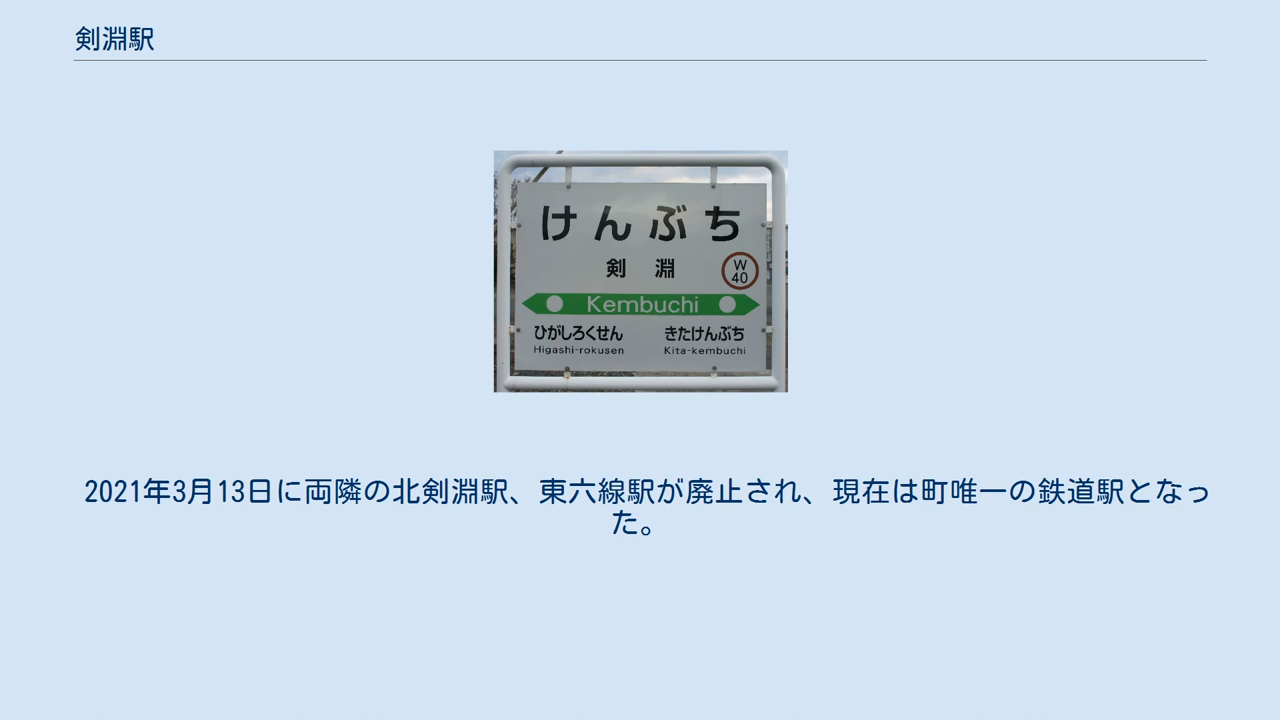 剣淵駅
けんぶち
剣 淵
W
40
Kembuchi
ひがしろくせん きたけんぶち
Higashi-rokusen Kita-kembuchi
2021年3月13日に両隣の北剣淵駅、東六線駅が廃止され、現在は町唯一の鉄道駅となっ
た。